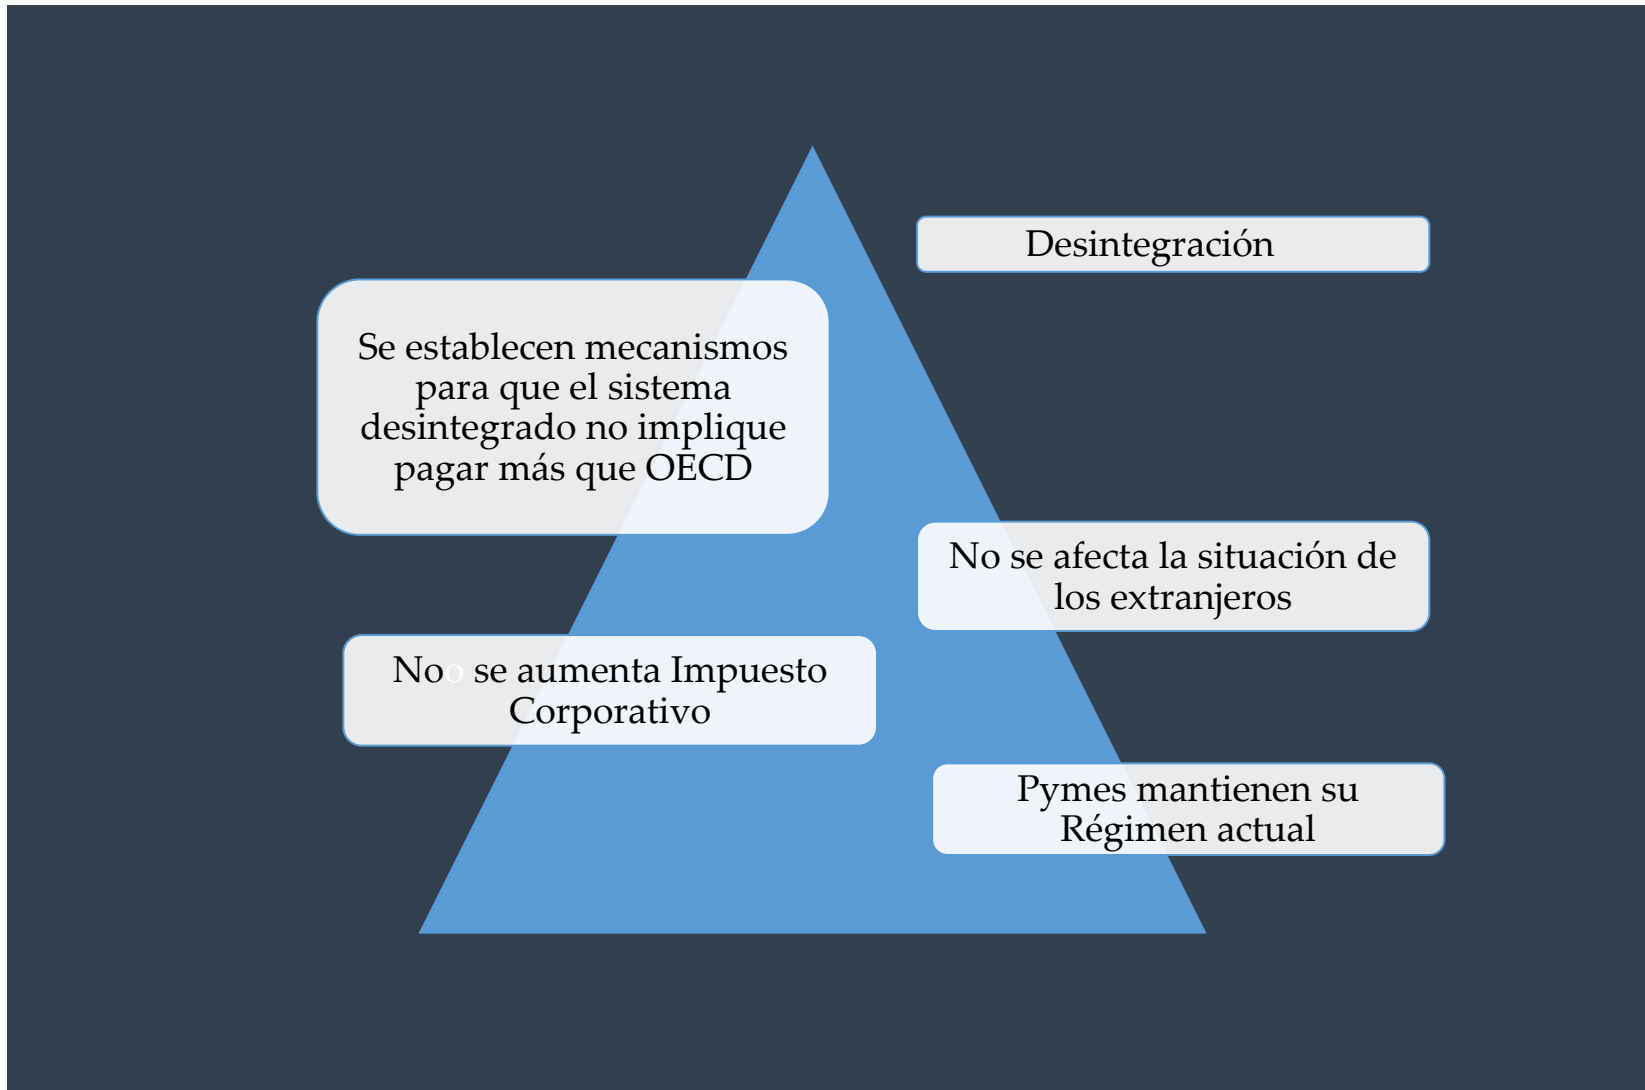 Desintegración
Se establecen mecanismos
para que el sistema
desintegrado no implique
pagar más que OECD
No se afecta la situación de
los extranjeros
Noo se aumenta Impuesto
Corporativo
Pymes mantienen su
Régimen actual